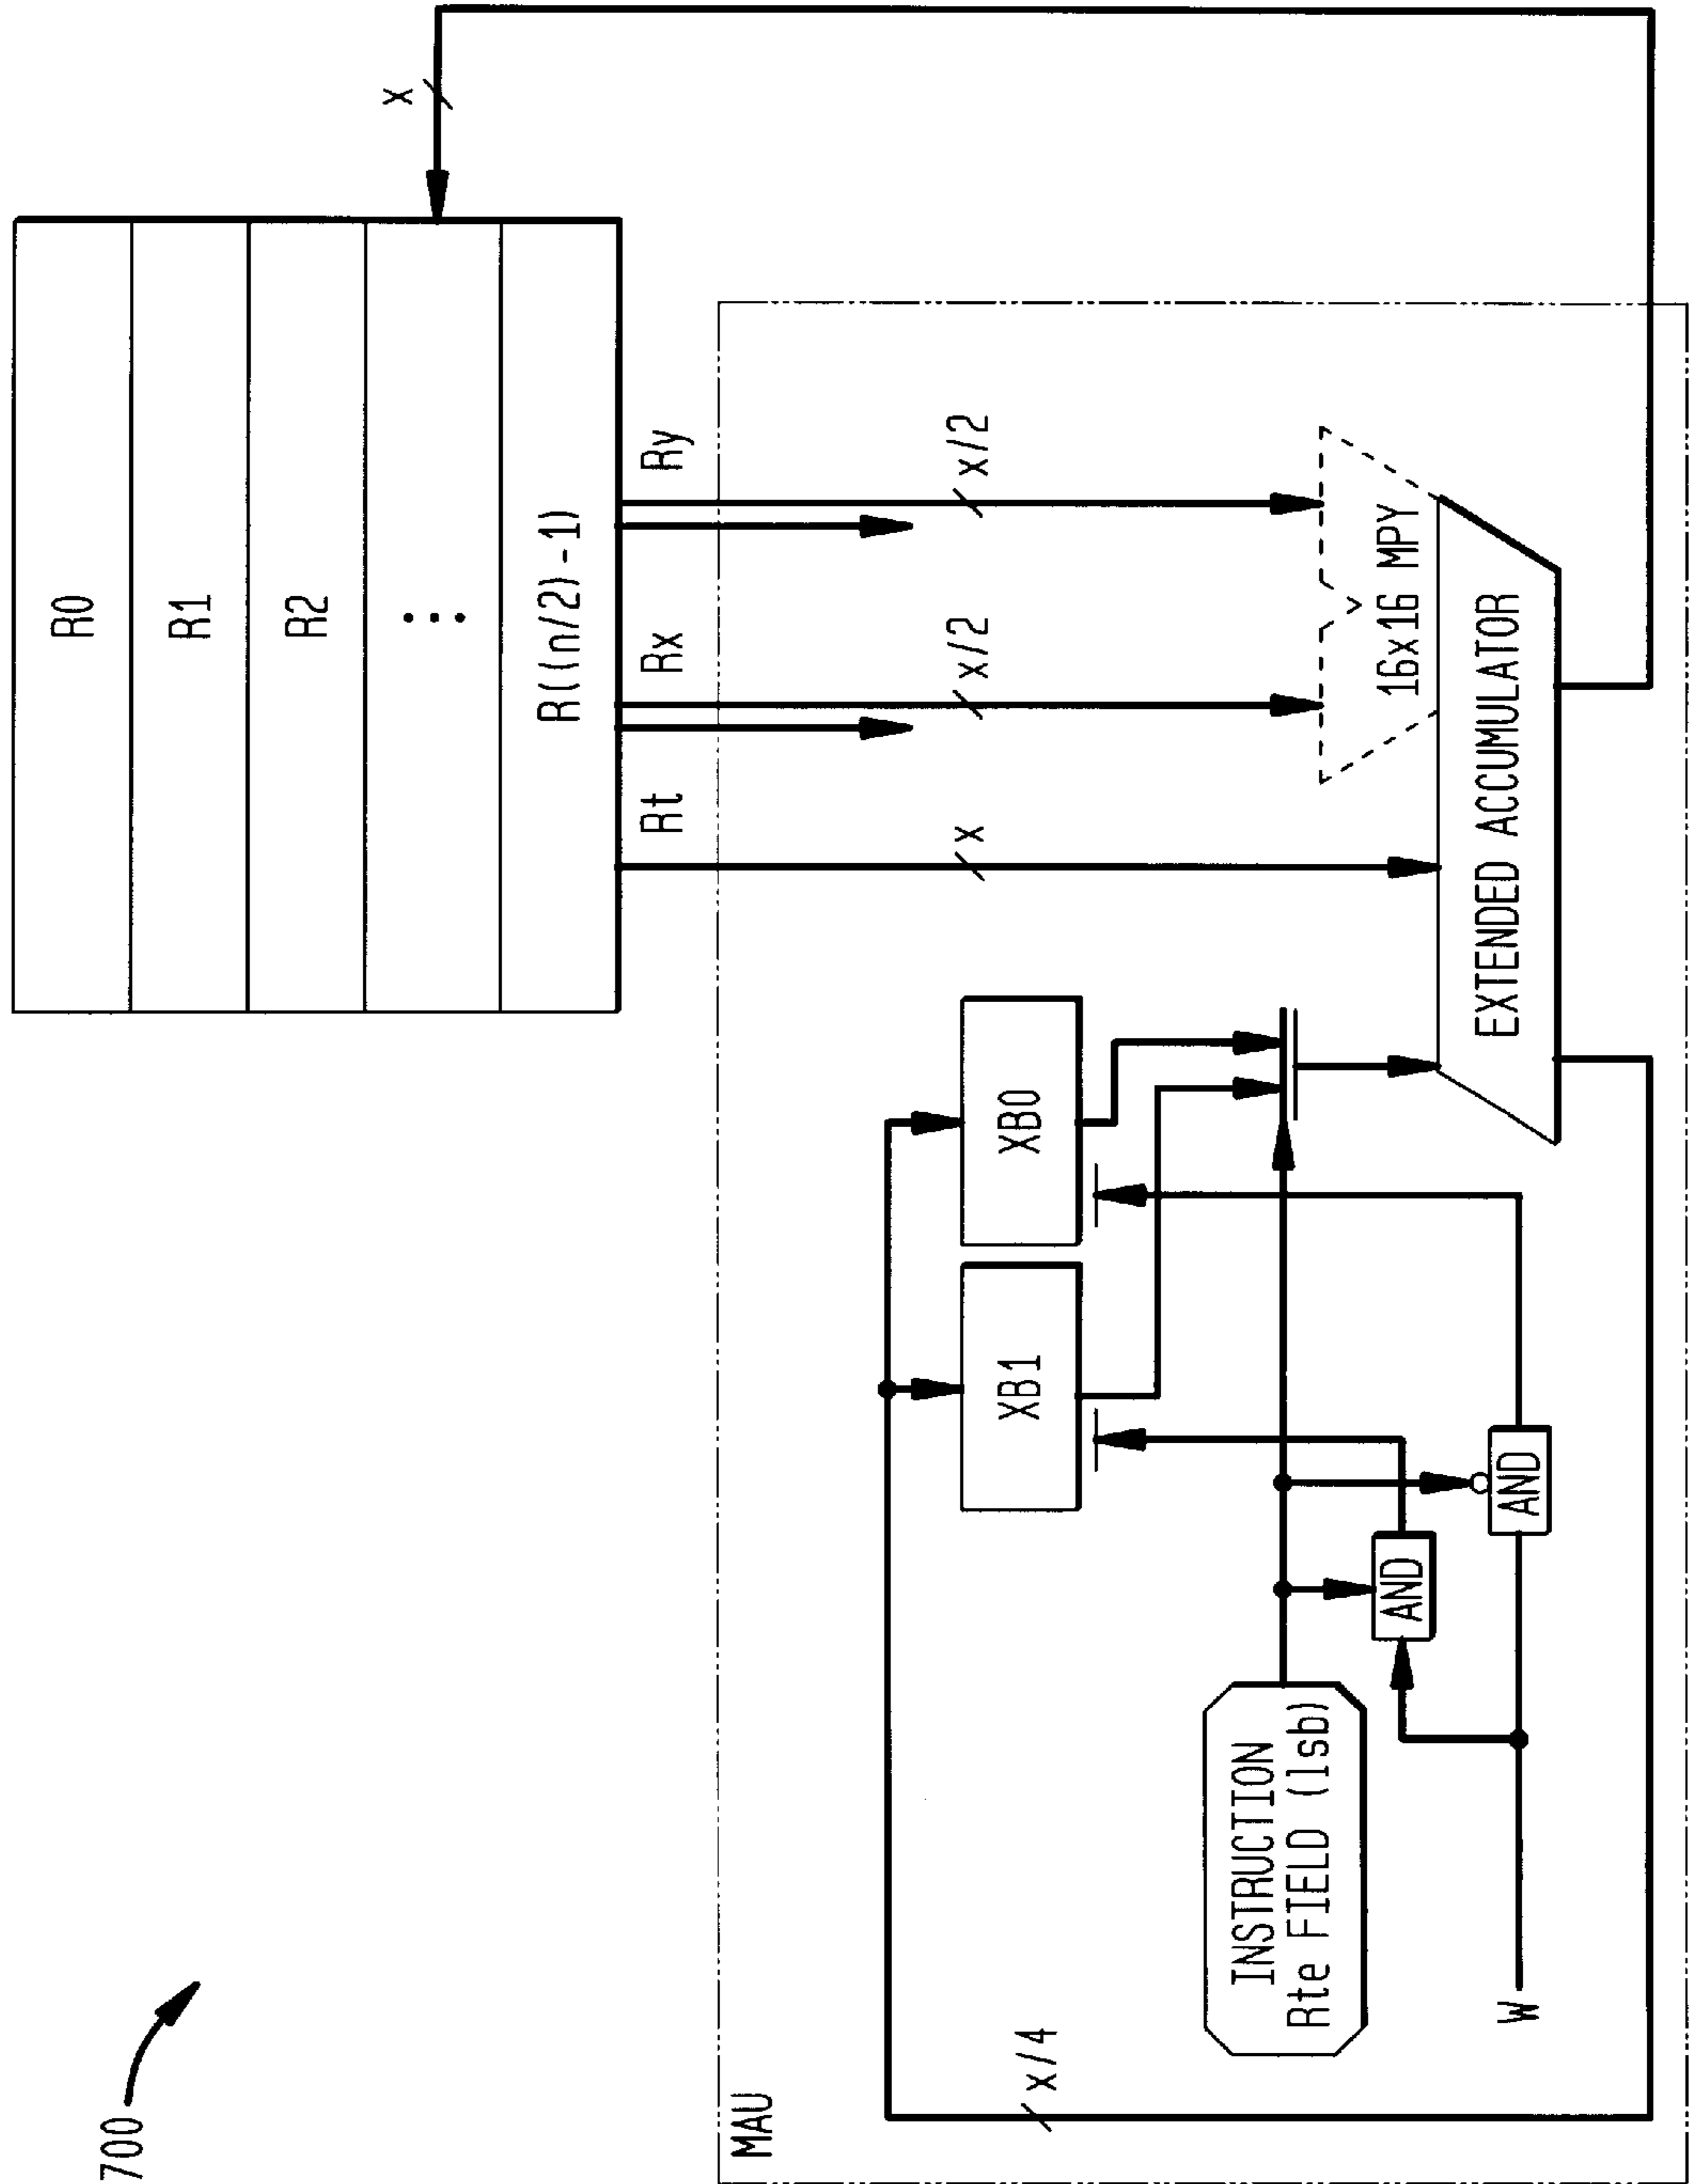 700
R0
R1
R2
R((n/2)-1)
x
Rt
Rx
Ry
MAU
x/4
x
x/2
x/2
XB1
XB0
INSTRUCTION
Rte FIELD (lsb)
AND
AND
W
16x16 MPY
EXTENDED ACCUMULATOR